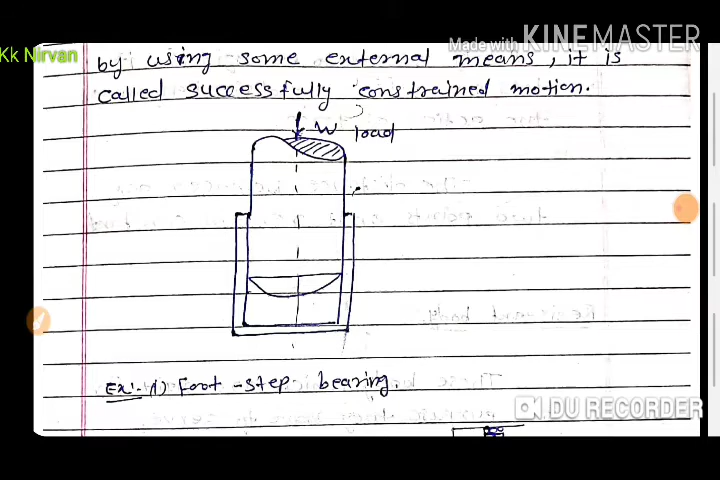 Made with KINEMASTER
Kk Nirvan
by using some external means, it is
called successfully constrained motion.
W load
Ex:- (1) Foot-step bearing.
DU RECORDER